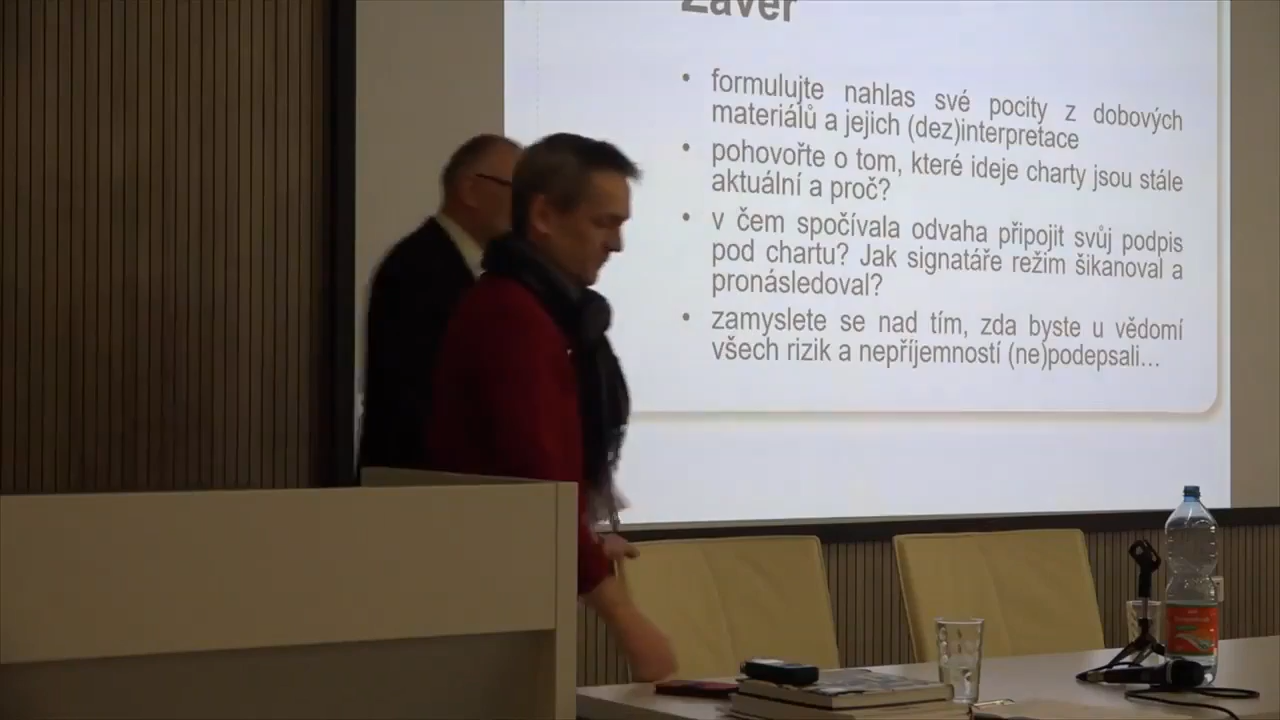 Závěr
• formulujte nahlas své pocity z dobových
materiálů a jejich (dez)interpretace
• pohovořte o tom, které ideje charty jsou stále
aktuální a proč?
• v čem spočívala odvaha připojit svůj podpis
pod chartu? Jak signatáře režim šikanoval a
pronásledoval?
• zamyslete se nad tím, zda byste u vědomí
všech rizik a nepříjemností (ne)podepsali...